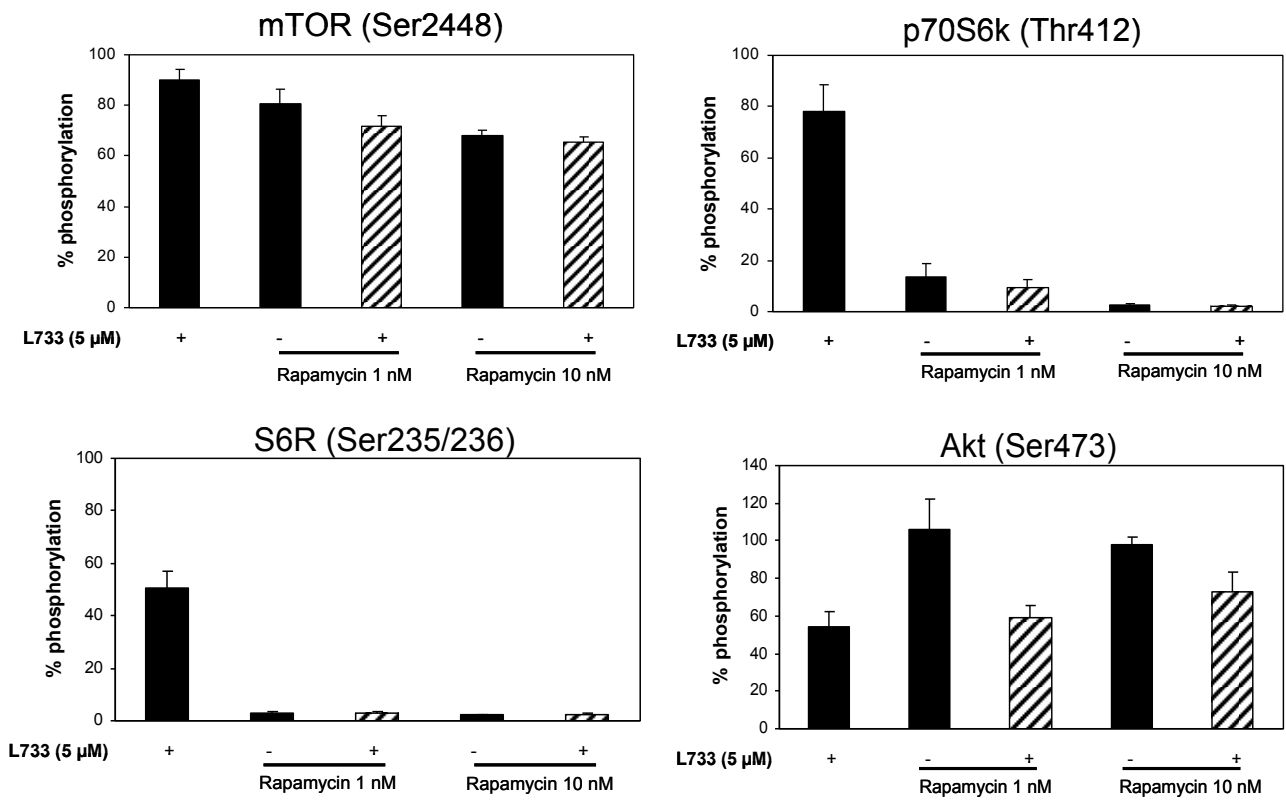 mTOR (Ser2448)
% phosphorylation
100
80
60
40
20
0
L733 (5 µM) + - + - +
Rapamycin 1 nM Rapamycin 10 nM
p70S6k (Thr412)
% phosphorylation
100
80
60
40
20
0
L733 (5 µM) + - + - +
Rapamycin 1 nM Rapamycin 10 nM
S6R (Ser235/236)
% phosphorylation
100
80
60
40
20
0
L733 (5 µM) + - + - +
Rapamycin 1 nM Rapamycin 10 nM
Akt (Ser473)
% phosphorylation
140
120
100
80
60
40
20
0
L733 (5 µM) + - + - +
Rapamycin 1 nM Rapamycin 10 nM